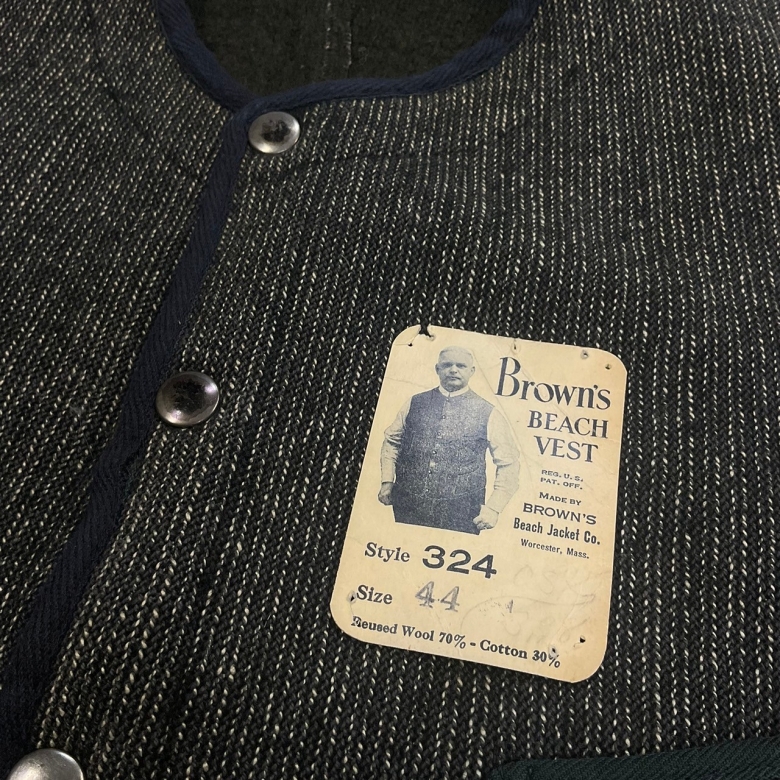 Brown's
BEACH
VEST
REG. U. S.
PAT. OFF.
MADE BY
BROWN'S
Beach Jacket Co.
Worcester, Mass.
Style 324
Size 44
Reused Wool 70% - Cotton 30%